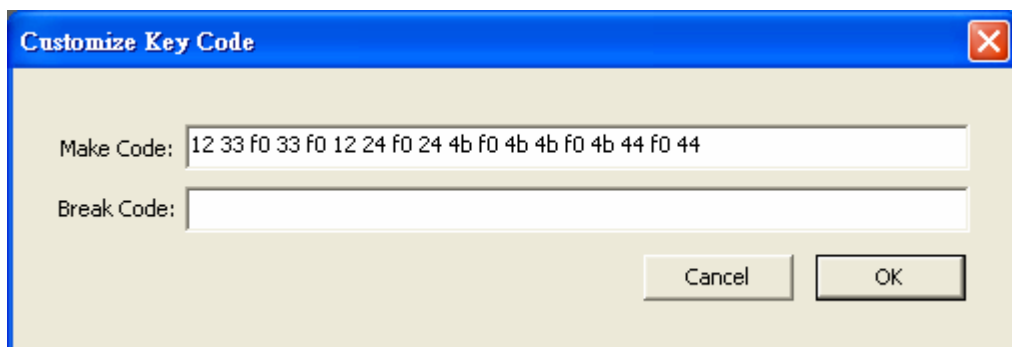 Customize Key Code
Make Code: 12 33 f0 33 f0 12 24 f0 24 4b f0 4b 4b f0 4b 44 f0 44
Break Code:
Cancel OK